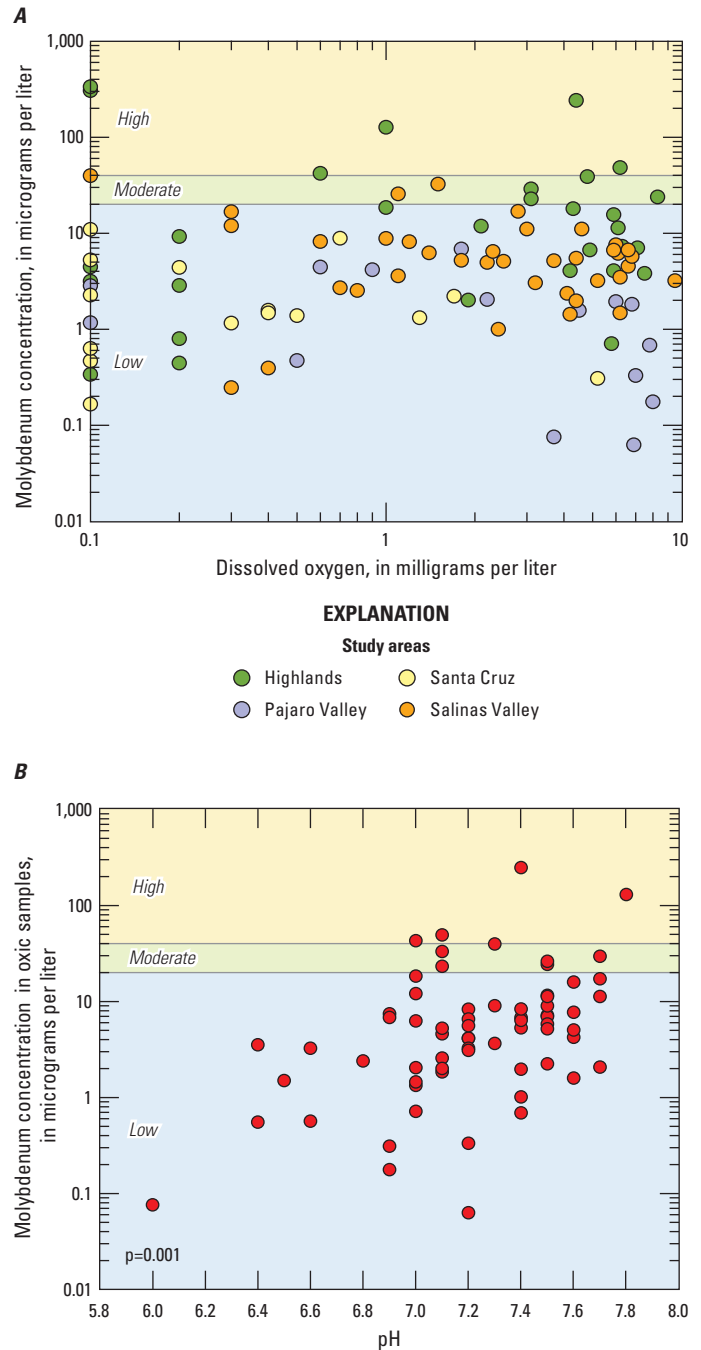 A
Molybdenum concentration, in micrograms per liter
1,000
100
10
1
0.1
0.01
High
Moderate
Low
0.1 1 10
Dissolved oxygen, in milligrams per liter
EXPLANATION
Study areas
Highlands Santa Cruz
Pajaro Valley Salinas Valley
B
Molybdenum concentration in oxic samples,
in micrograms per liter
1,000
100
10
1
0.1
0.01
High
Moderate
Low
p=0.001
5.8 6.0 6.2 6.4 6.6 6.8 7.0 7.2 7.4 7.6 7.8 8.0
pH